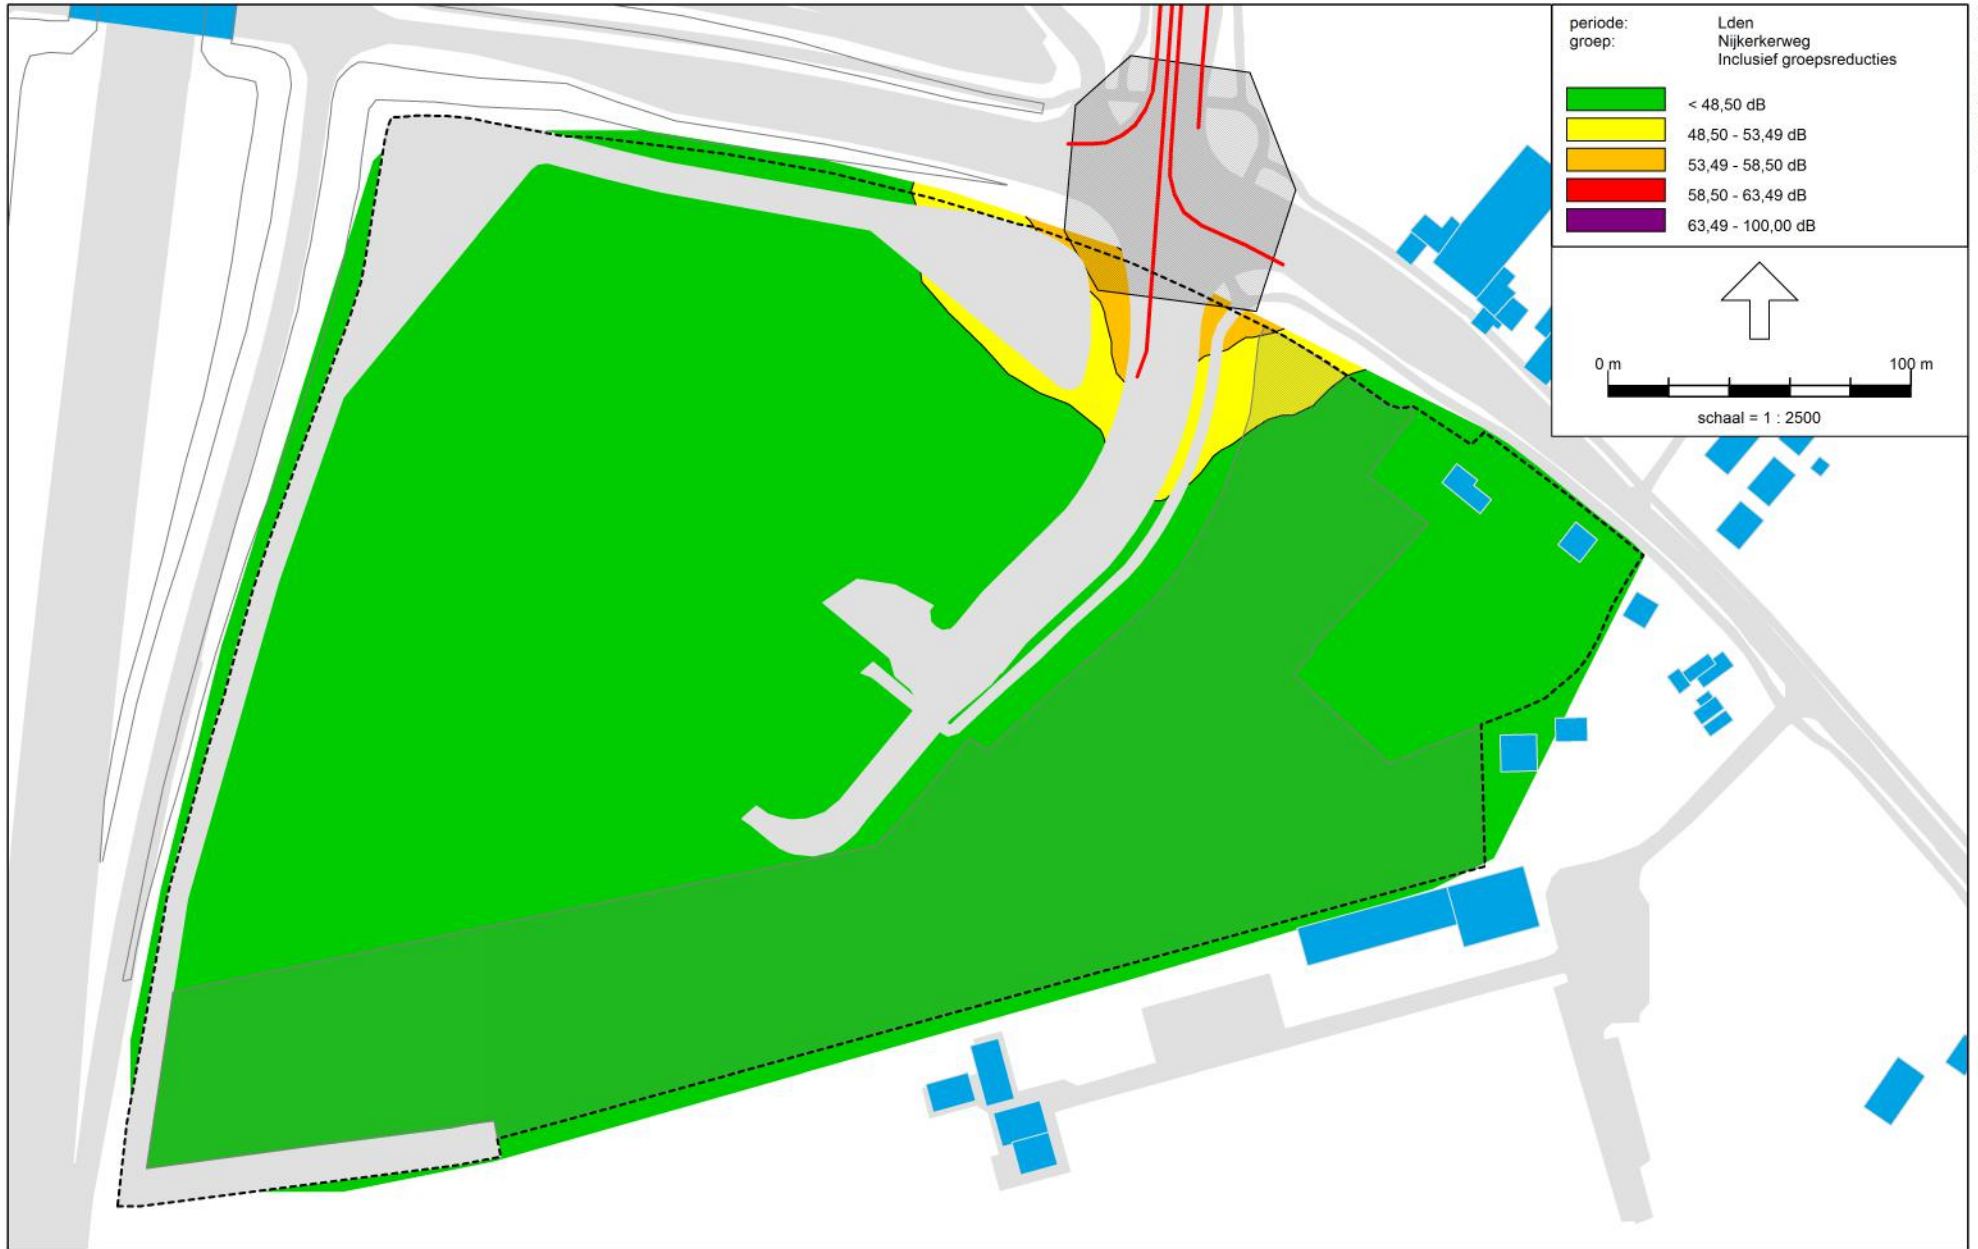 periode: Lden
groep: Nijkerkerweg
Inclusief groepsreducties
< 48,50 dB
48,50 - 53,49 dB
53,49 - 58,50 dB
58,50 - 63,49 dB
63,49 - 100,00 dB
0 m 100 m
schaal = 1 : 2500